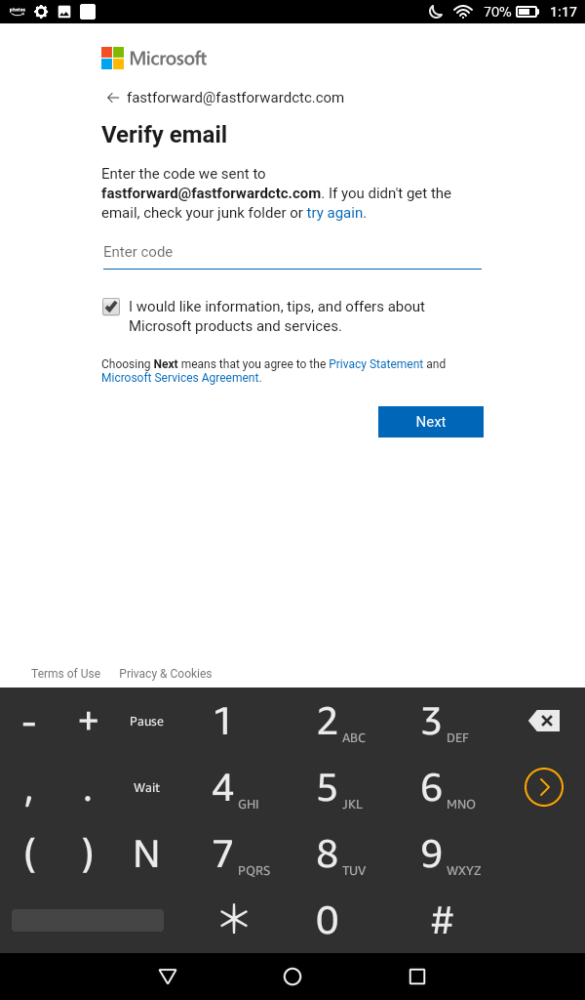 photos 70% 1:17
Microsoft
fastforward@fastforwardctc.com
Verify email
Enter the code we sent to
fastforward@fastforwardctc.com. If you didn't get the
email, check your junk folder or try again.
Enter code
I would like information, tips, and offers about
Microsoft products and services.
Choosing Next means that you agree to the Privacy Statement and
Microsoft Services Agreement.
Next
Terms of Use Privacy & Cookies
- + Pause 1 2 ABC 3 DEF
, . Wait 4 GHI 5 JKL 6 MNO
( ) N 7 PQRS 8 TUV 9 WXYZ
* 0 #